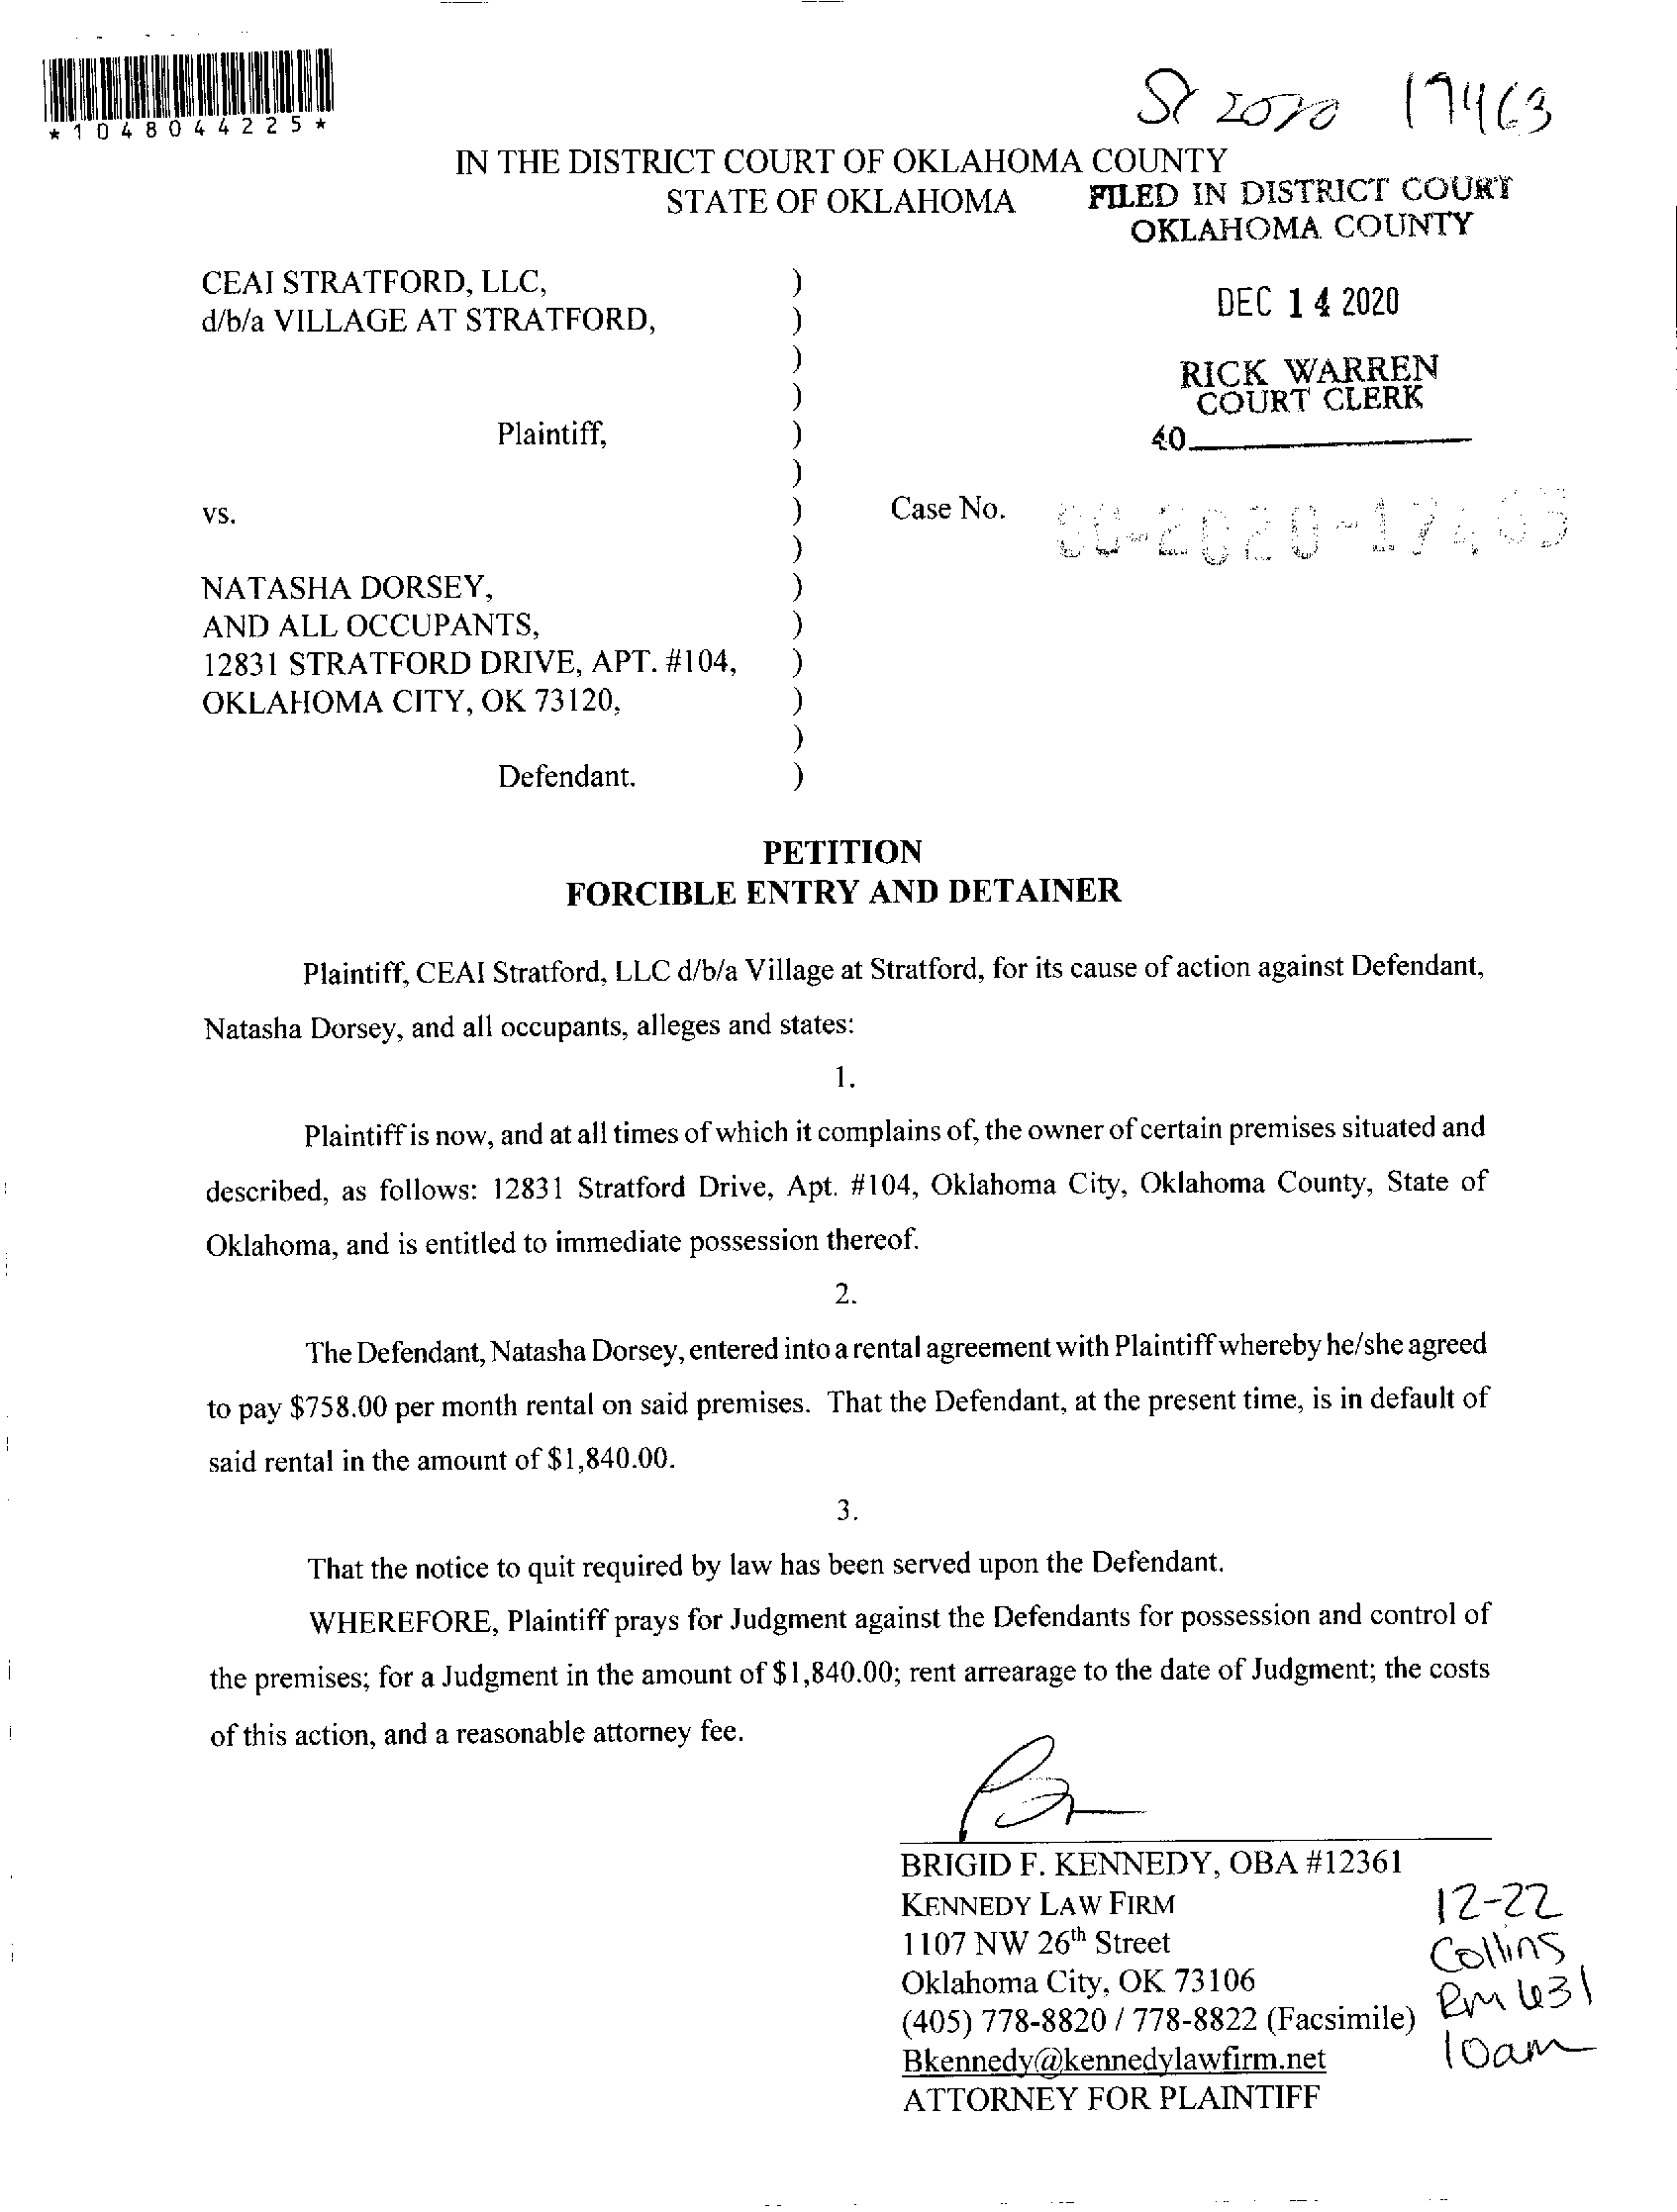 *1048044225*
SC 2020 17463
IN THE DISTRICT COURT OF OKLAHOMA COUNTY
STATE OF OKLAHOMA
FILED IN DISTRICT COURT
OKLAHOMA COUNTY
CEAI STRATFORD, LLC, )
d/b/a VILLAGE AT STRATFORD, )
DEC 14 2020
)
RICK WARREN
COURT CLERK
)
Plaintiff, )
40
)
vs. )
Case No. SC-2020-17463
)
NATASHA DORSEY, )
AND ALL OCCUPANTS, )
12831 STRATFORD DRIVE, APT. #104, )
OKLAHOMA CITY, OK 73120, )
)
Defendant. )
PETITION
FORCIBLE ENTRY AND DETAINER
Plaintiff, CEAI Stratford, LLC d/b/a Village at Stratford, for its cause of action against Defendant,
Natasha Dorsey, and all occupants, alleges and states:
1.
Plaintiff is now, and at all times of which it complains of, the owner of certain premises situated and
described, as follows: 12831 Stratford Drive, Apt. #104, Oklahoma City, Oklahoma County, State of
Oklahoma, and is entitled to immediate possession thereof.
2.
The Defendant, Natasha Dorsey, entered into a rental agreement with Plaintiff whereby he/she agreed
to pay $758.00 per month rental on said premises. That the Defendant, at the present time, is in default of
said rental in the amount of $1,840.00.
3.
That the notice to quit required by law has been served upon the Defendant.
WHEREFORE, Plaintiff prays for Judgment against the Defendants for possession and control of
the premises; for a Judgment in the amount of $1,840.00; rent arrearage to the date of Judgment; the costs
of this action, and a reasonable attorney fee.
BRIGID F. KENNEDY, OBA #12361
KENNEDY LAW FIRM
1107 NW 26th Street
Oklahoma City, OK 73106
(405) 778-8820 / 778-8822 (Facsimile)
Bkennedy@kennedylawfirm.net
ATTORNEY FOR PLAINTIFF
12-22
Collins
Rm 631
10am